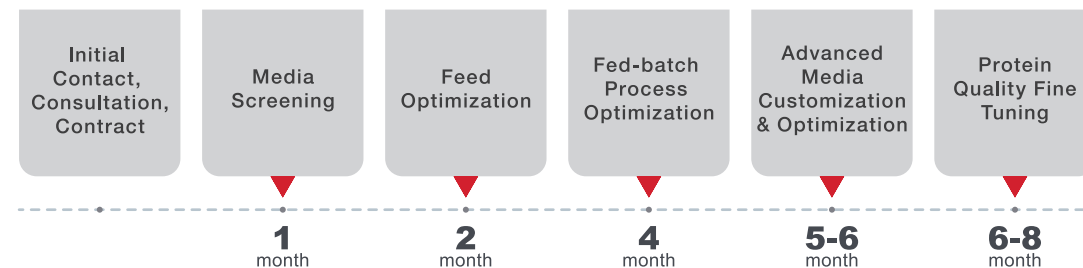 Initial
Contact,
Consultation,
Contract
Media
Screening
Feed
Optimization
Fed-batch
Process
Optimization
Advanced
Media
Customization
& Optimization
Protein
Quality Fine
Tuning
1
month
2
month
4
month
5-6
month
6-8
month